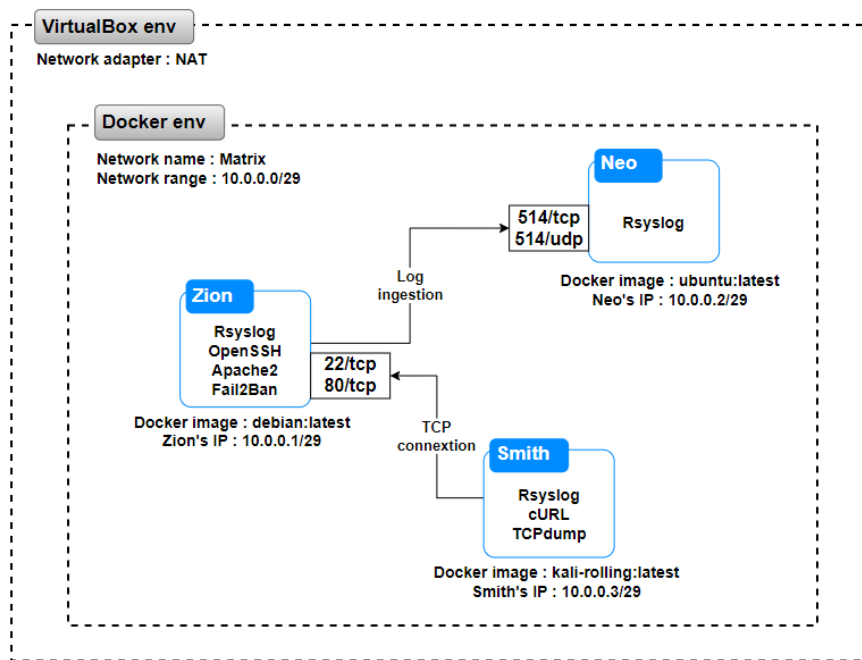 VirtualBox env
Network adapter : NAT
Docker env
Network name : Matrix
Network range : 10.0.0.0/29
Neo
514/tcp
514/udp
Rsyslog
Docker image : ubuntu:latest
Neo's IP : 10.0.0.2/29
Log
ingestion
Zion
Rsyslog
OpenSSH
Apache2
Fail2Ban
22/tcp
80/tcp
Docker image : debian:latest
Zion's IP : 10.0.0.1/29
TCP
connextion
Smith
Rsyslog
cURL
TCPdump
Docker image : kali-rolling:latest
Smith's IP : 10.0.0.3/29